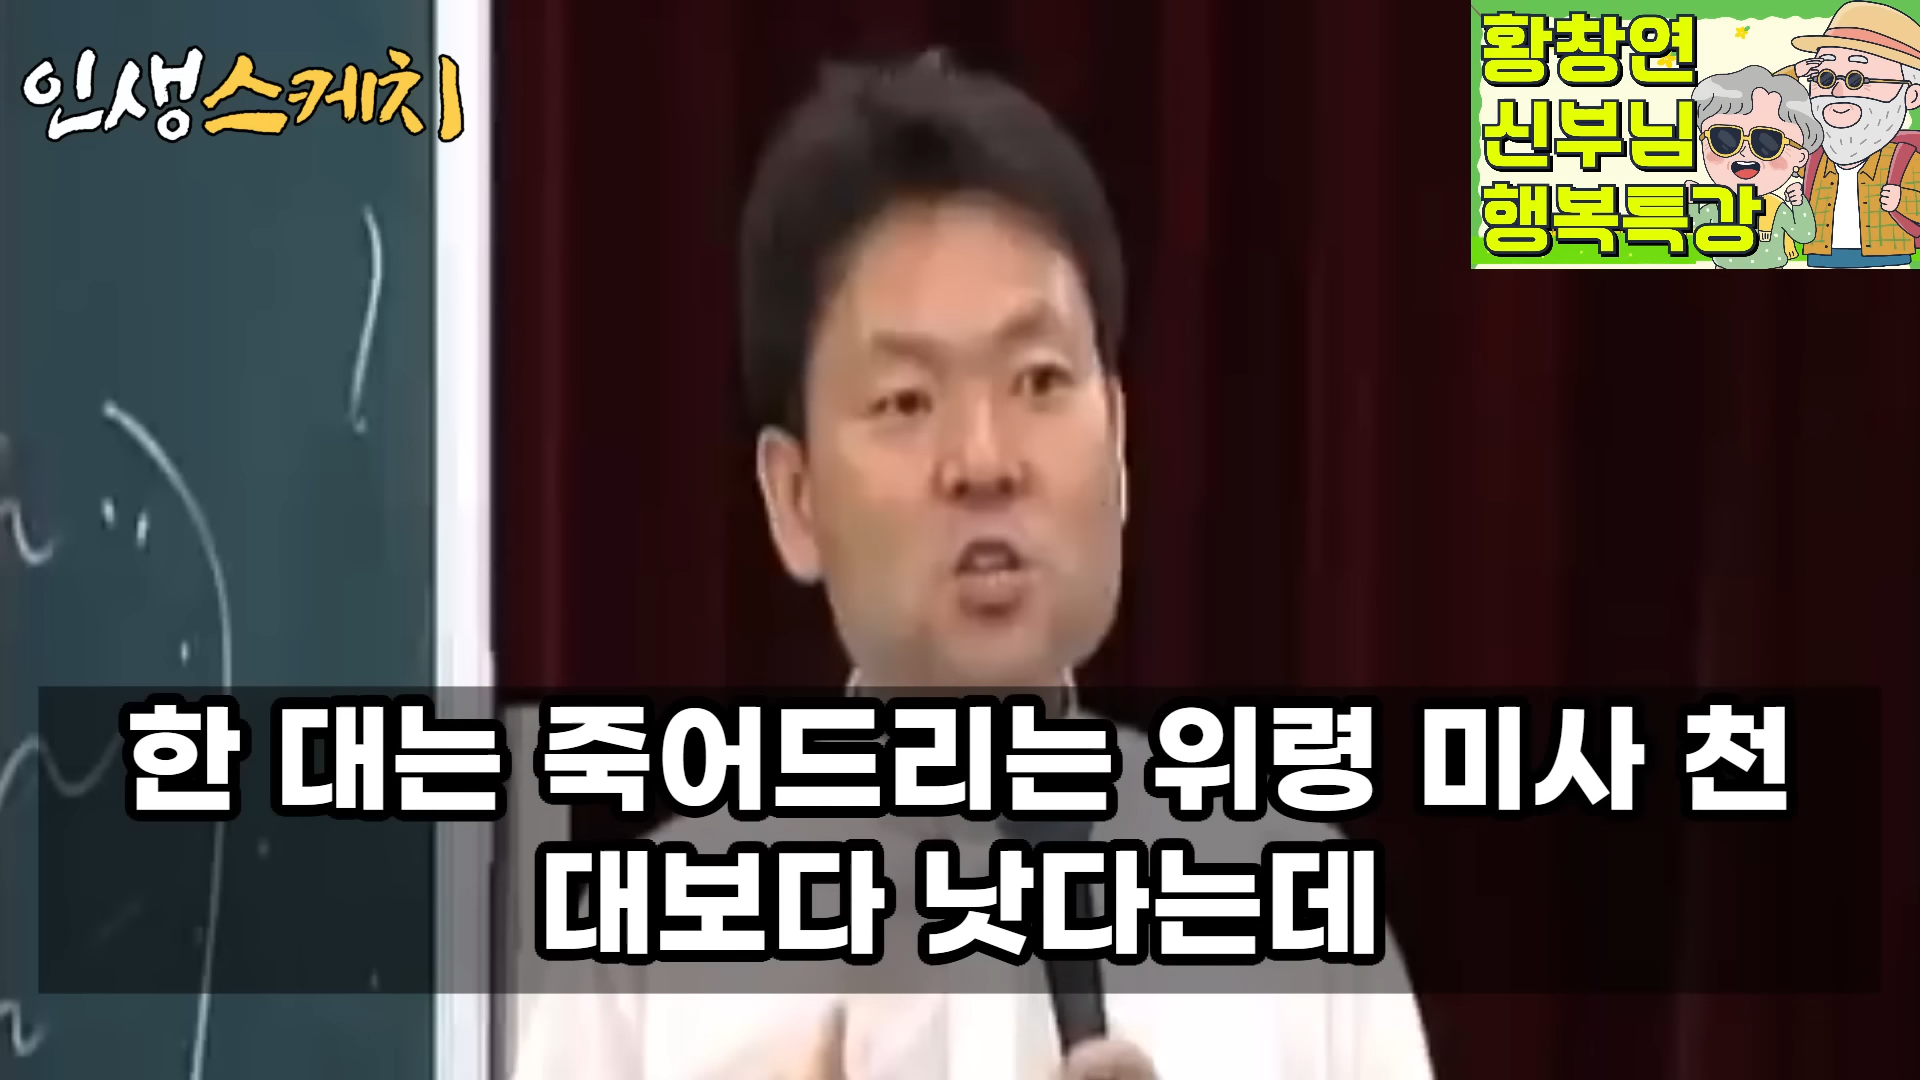 인생스케치
황창연
신부님
행복특강
한 대는 죽어드리는 위령 미사 천
대보다 낫다는데